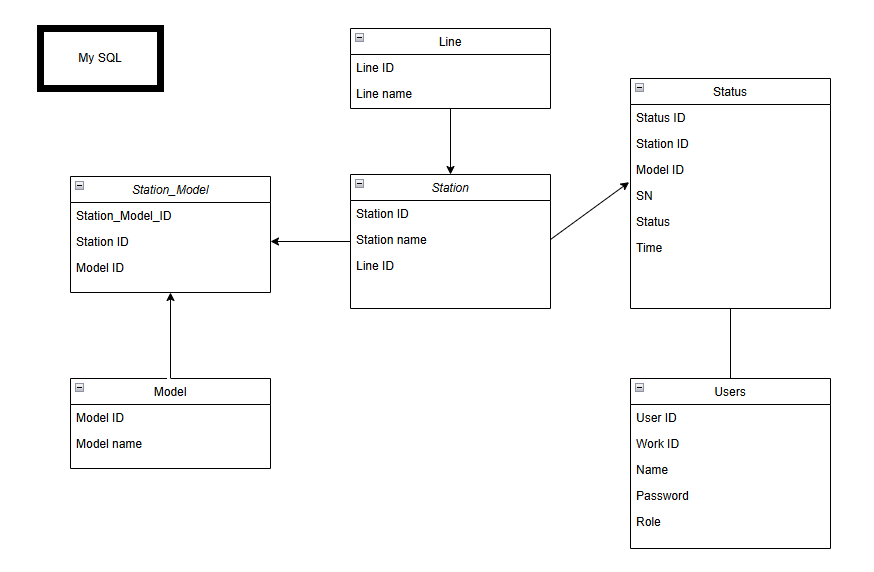 My SQL
Line
Line ID
Line name
Status
Status ID
Station ID
Model ID
SN
Status
Time
Station_Model
Station_Model_ID
Station ID
Model ID
Station
Station ID
Station name
Line ID
Model
Model ID
Model name
Users
User ID
Work ID
Name
Password
Role